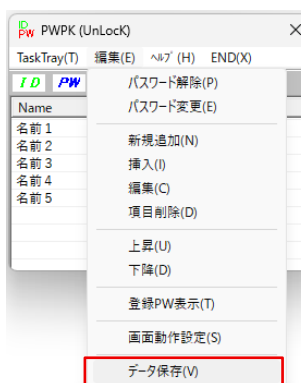 ID PW PWPK (UnLocK)
TaskTray(T) 編集(E) ヘルプ (H) END(X)
ID PW
パスワード解除(P)
パスワード変更(E)
Name
名前 1
名前 2
名前 3
名前 4
名前 5
新規追加(N)
挿入(I)
編集(C)
項目削除(D)
上昇(U)
下降(D)
登録PW表示(T)
画面動作設定(S)
データ保存(V)